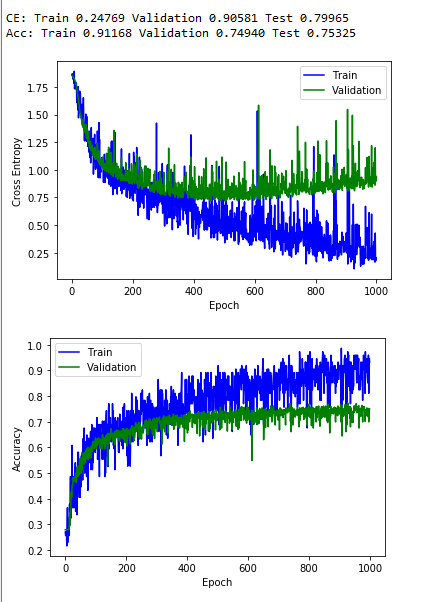 CE: Train 0.24769 Validation 0.90581 Test 0.79965
Acc: Train 0.91168 Validation 0.74940 Test 0.75325
Train
Validation
1.75
1.50
1.25
1.00
0.75
0.50
0.25
Cross Entropy
0 200 400 600 800 1000
Epoch
Train
Validation
1.0
0.9
0.8
0.7
0.6
0.5
0.4
0.3
0.2
Accuracy
0 200 400 600 800 1000
Epoch